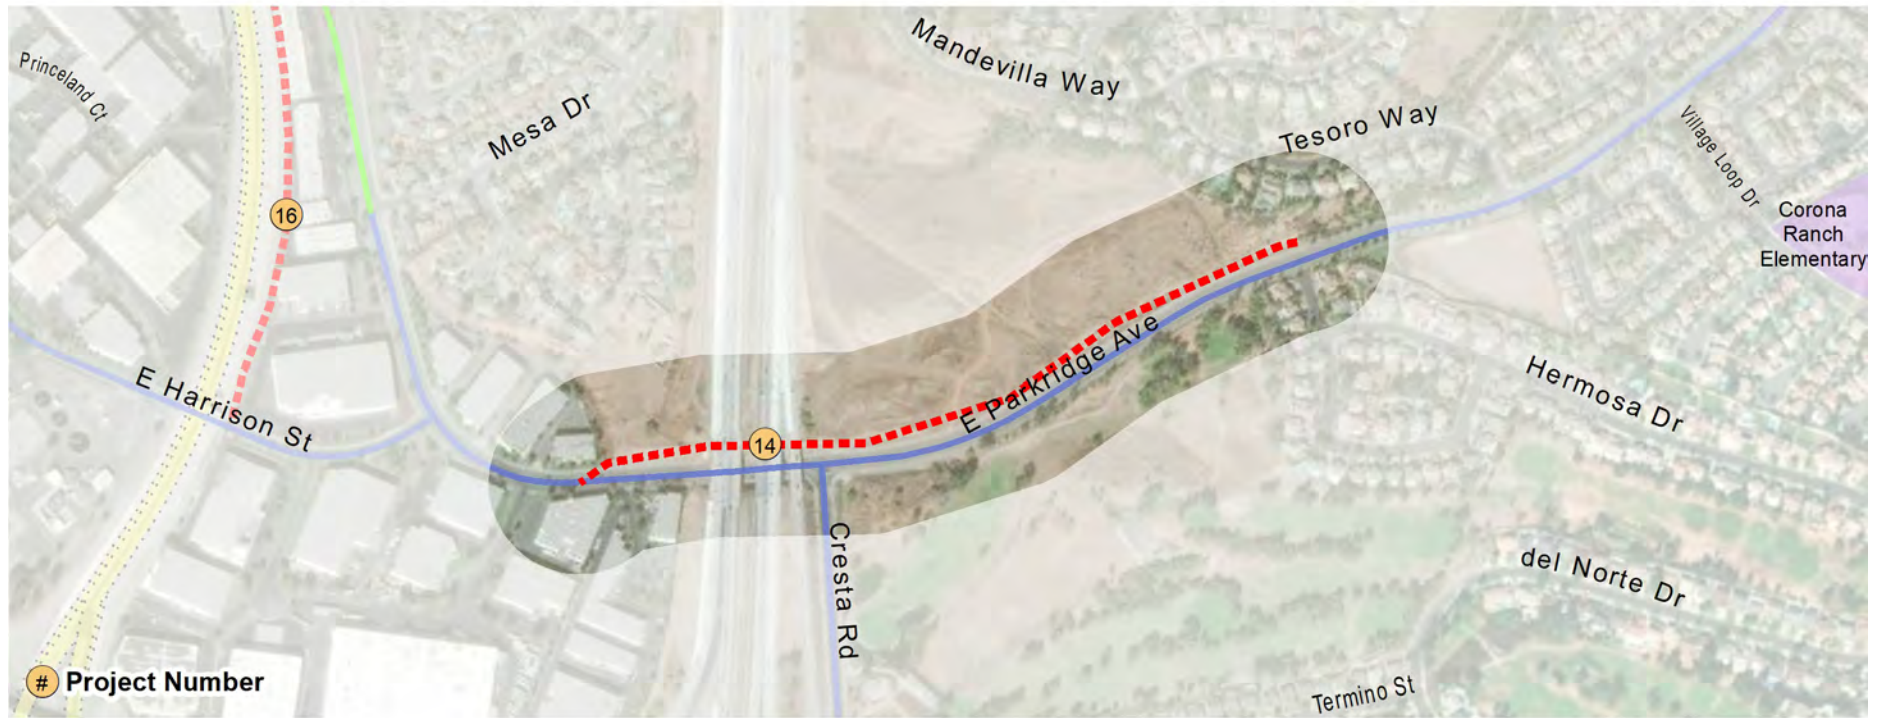 Mandevilla Way
Princeland Ct
Mesa Dr
Tesoro Way
Village Loop Dr
16
Corona
Ranch
Elementary
E Parkridge Ave
E Harrison St
Hermosa Dr
14
Cresta Rd
del Norte Dr
# Project Number
Termino St